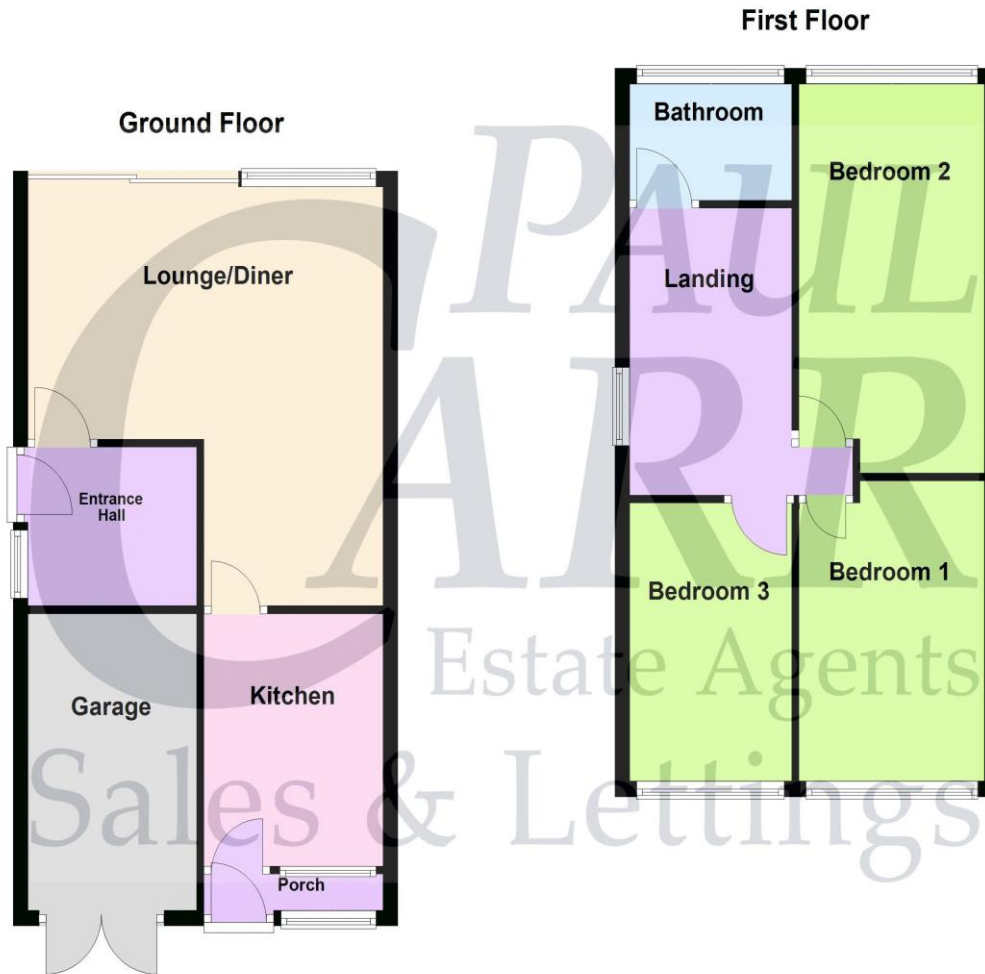 First Floor
Bathroom
Bedroom 2
Landing
Bedroom 3
Bedroom 1
Ground Floor
Lounge/Diner
Entrance
Hall
Garage
Kitchen
Porch
PAUL
CARR
Estate Agents
Sales & Lettings